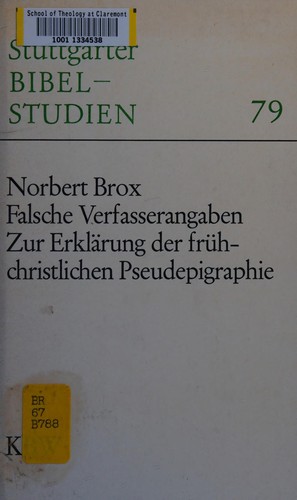 School of Theology at Claremont
1001 1334538
Stuttgarter
BIBEL—
STUDIEN
79
Norbert Brox
Falsche Verfasserangaben
Zur Erklärung der früh-
christlichen Pseudepigraphie
BR
67
B788
K